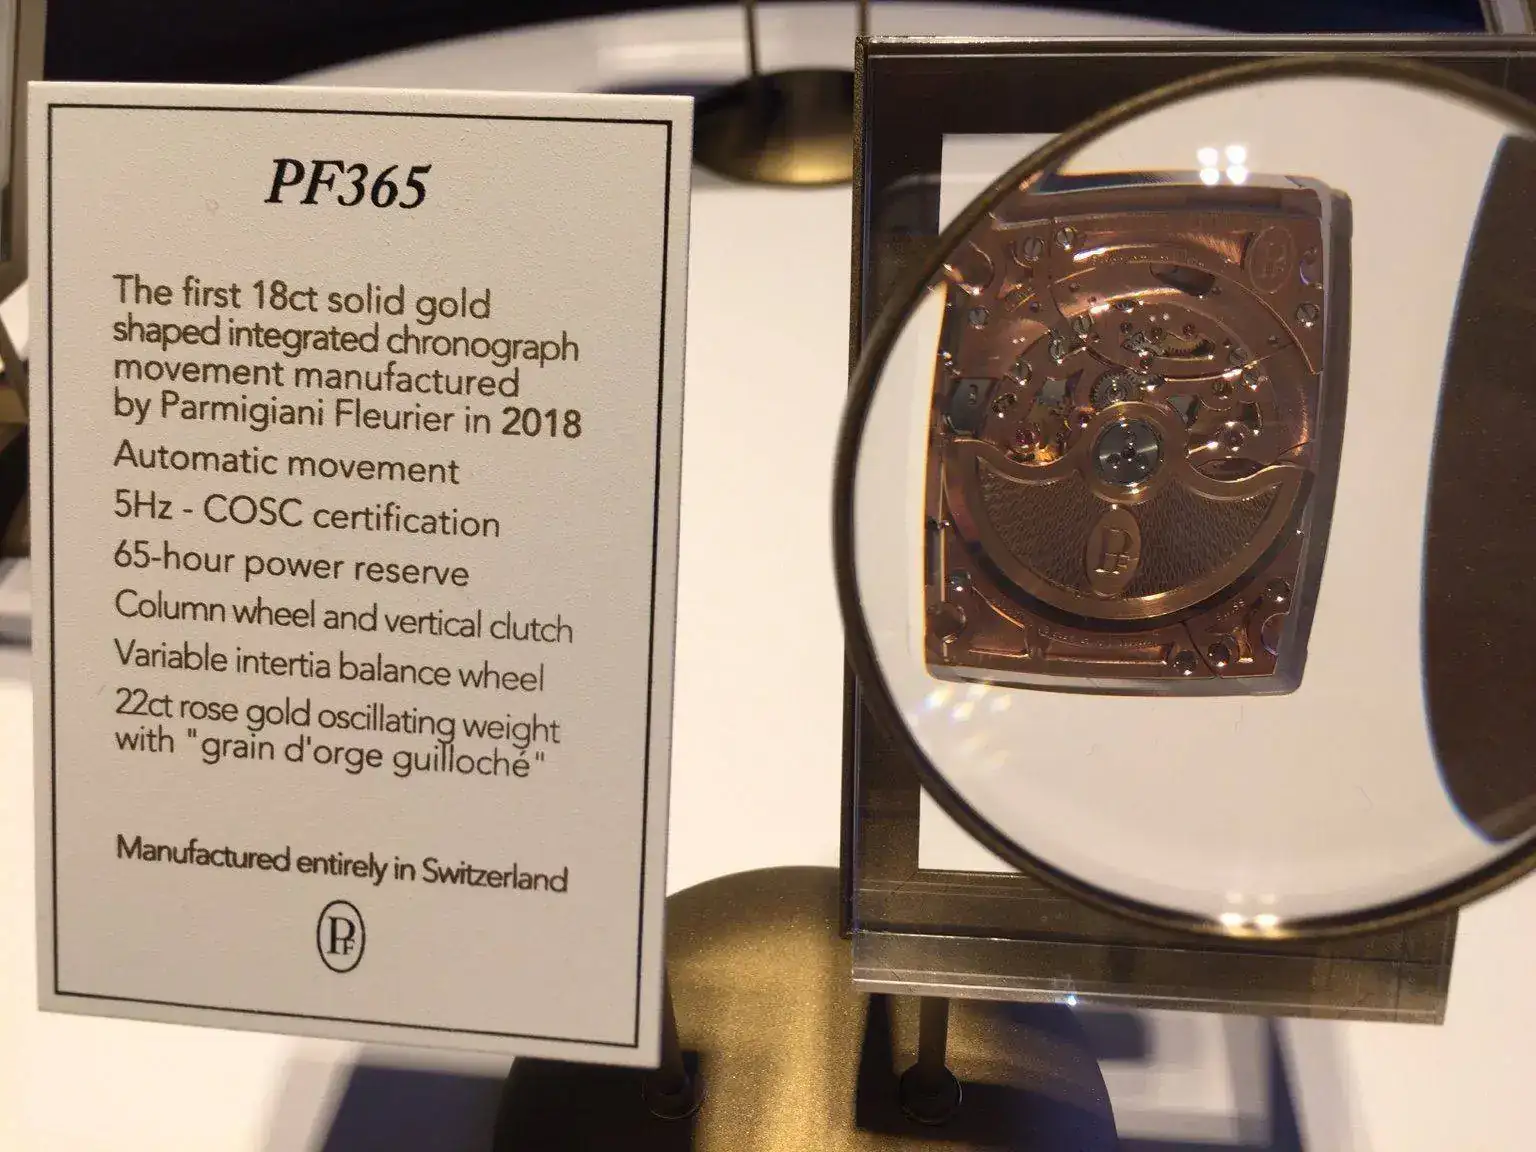 PF365
The first 18ct solid gold
shaped integrated chronograph
movement manufactured
by Parmigiani Fleurier in 2018
Automatic movement
5Hz - COSC certification
65-hour power reserve
Column wheel and vertical clutch
Variable intertia balance wheel
22ct rose gold oscillating weight
with "grain d'orge guilloché"
Manufactured entirely in Switzerland
PF
PF
PF